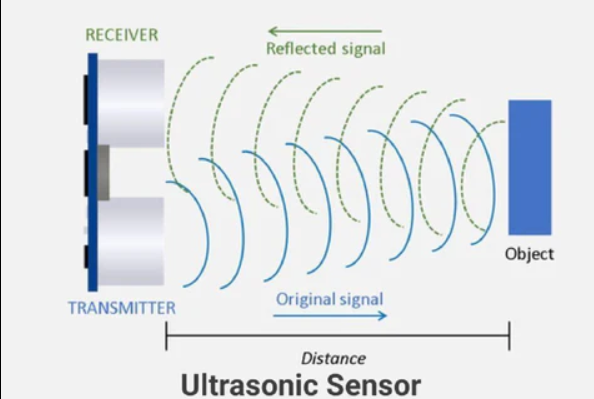 RECEIVER
Reflected signal
Object
TRANSMITTER
Original signal
Distance
Ultrasonic Sensor